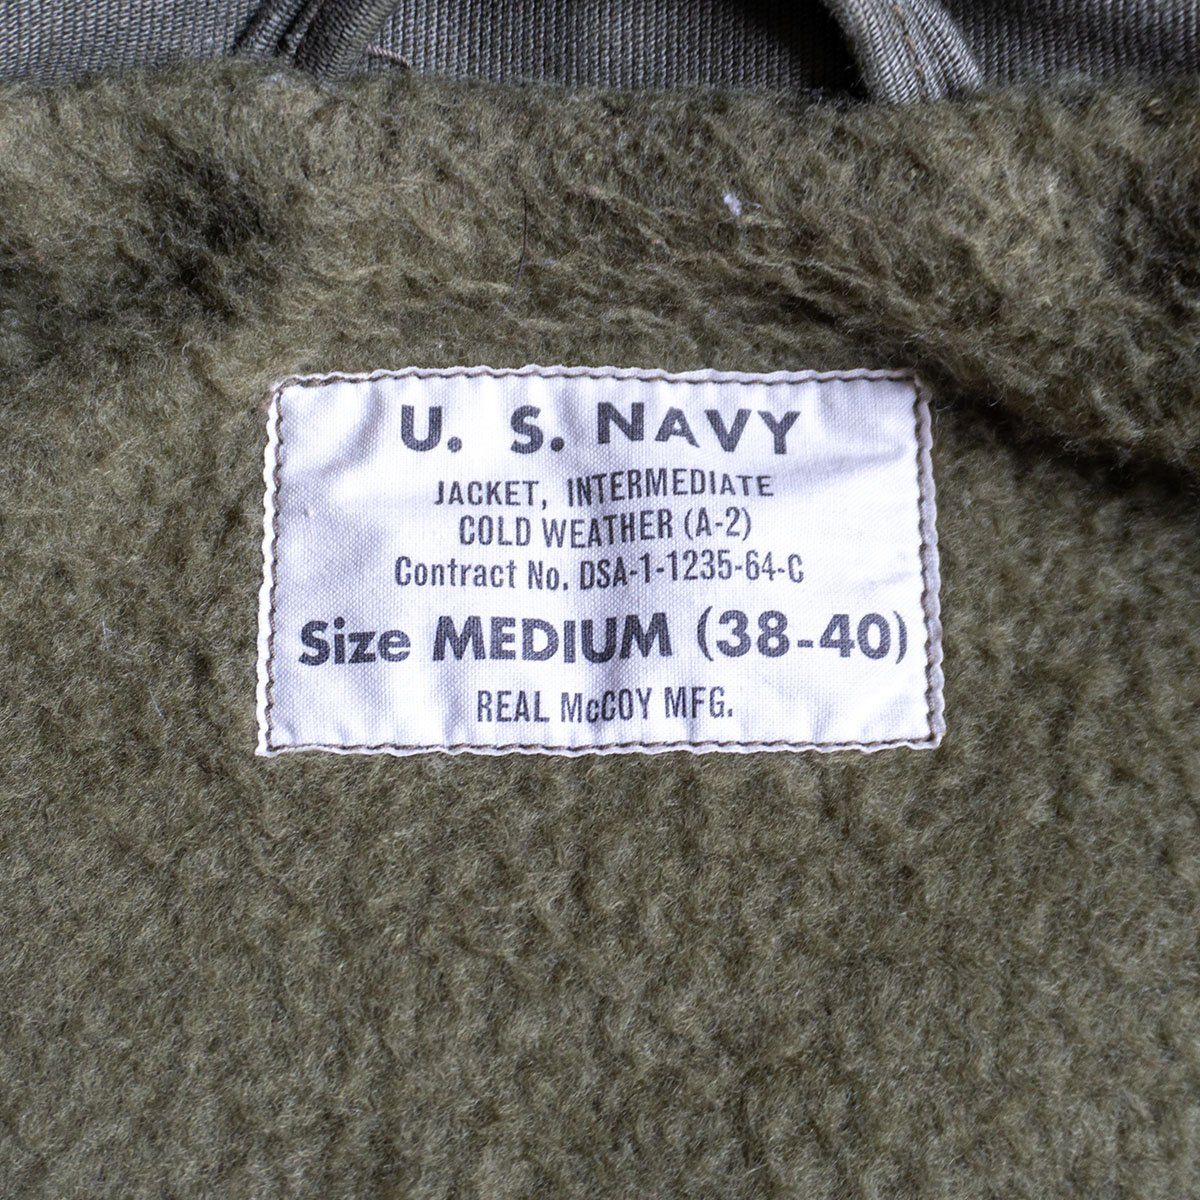 U. S. NAVY
JACKET, INTERMEDIATE
COLD WEATHER (A-2)
Contract No. DSA-1-1235-64-C
Size MEDIUM (38-40)
REAL McCOY MFG.